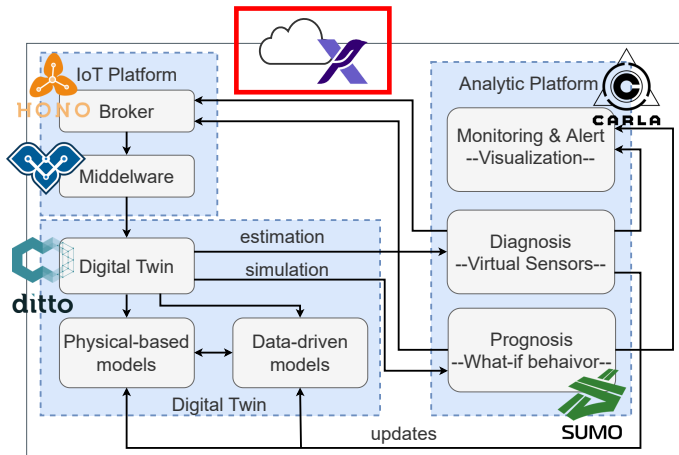 IoT Platform
HONO
Broker
Middelware
Analytic Platform
CARLA
Monitoring & Alert
--Visualization--
estimation
Digital Twin
ditto
simulation
Diagnosis
--Virtual Sensors--
Physical-based
models
Data-driven
models
Prognosis
--What-if behaivor--
Digital Twin
SUMO
updates